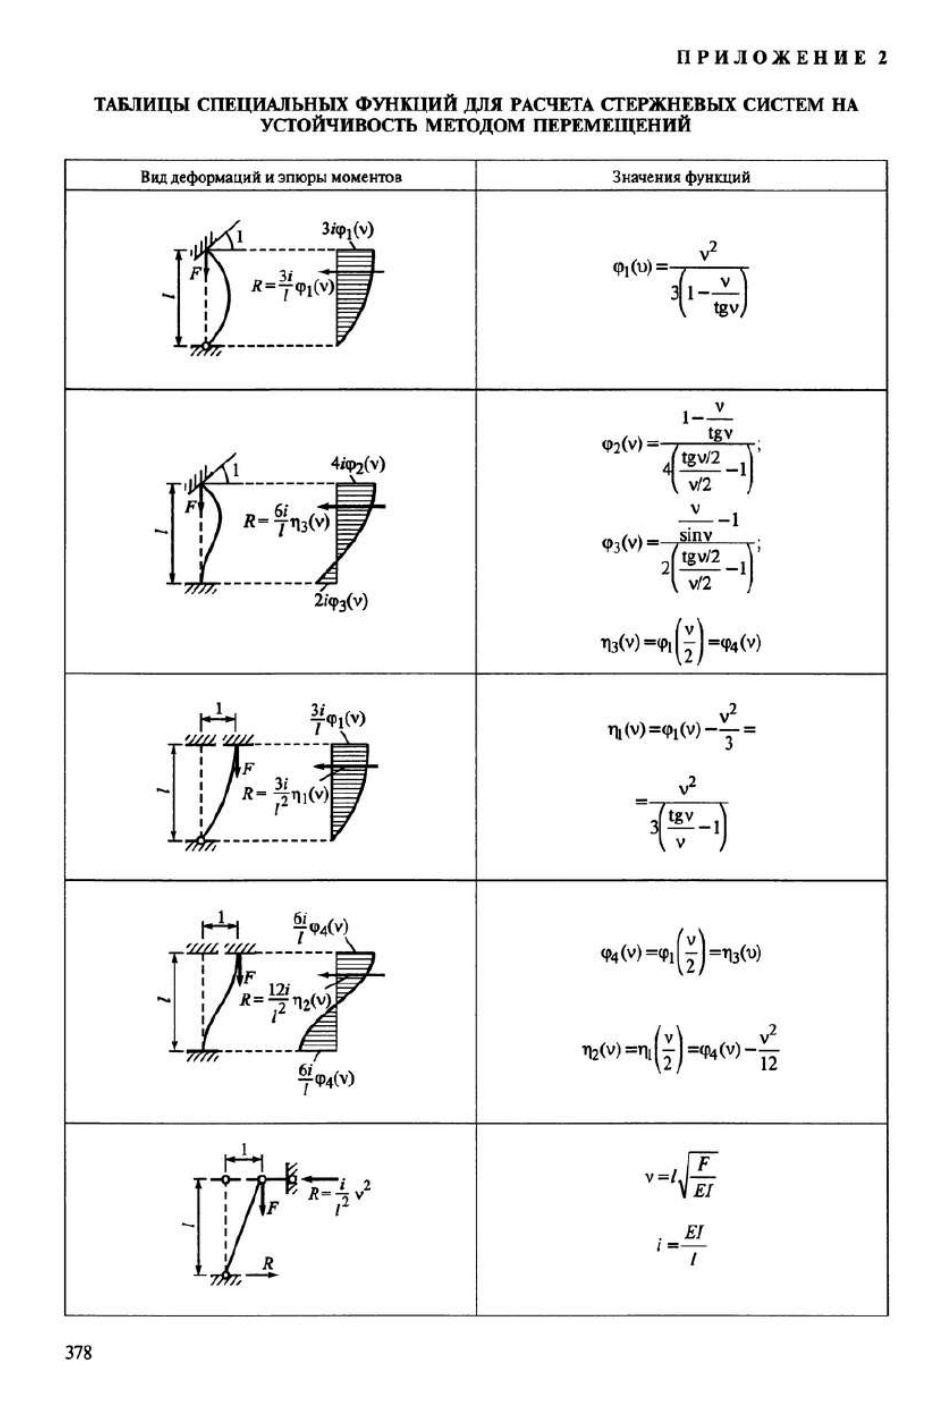 ПРИЛОЖЕНИЕ 2
ТАБЛИЦЫ СПЕЦИАЛЬНЫХ ФУНКЦИЙ ДЛЯ РАСЧЕТА СТЕРЖНЕВЫХ СИСТЕМ НА
УСТОЙЧИВОСТЬ МЕТОДОМ ПЕРЕМЕЩЕНИЙ
Вид деформаций и эпюры моментов
Значения функций
1
F
l
3iφ₁(ν)
R = 3i/l φ₁(ν)
φ₁(υ) = ν² / 3(1 − ν/tgν)
1
F
l
4iφ₂(ν)
R = 6i/l η₃(ν)
2iφ₃(ν)
φ₂(ν) = (1 − ν/tgν) / 4(tgν/2 / ν/2 − 1);
φ₃(ν) = (ν/sinν − 1) / 2(tgν/2 / ν/2 − 1);
η₃(ν) = φ₁(ν/2) = φ₄(ν)
1
F
l
3i/l φ₁(ν)
R = 3i/l² η₁(ν)
η₁(ν) = φ₁(ν) − ν²/3 =
= ν² / 3(tgν/ν − 1)
1
F
l
6i/l φ₄(ν)
R = 12i/l² η₂(ν)
6i/l φ₄(ν)
φ₄(ν) = φ₁(ν/2) = η₃(υ)
η₂(ν) = η₁(ν/2) = φ₄(ν) − ν²/12
1
F
l
R = i/l² ν²
R
ν = l√(F/EI)
i = EI/l
378